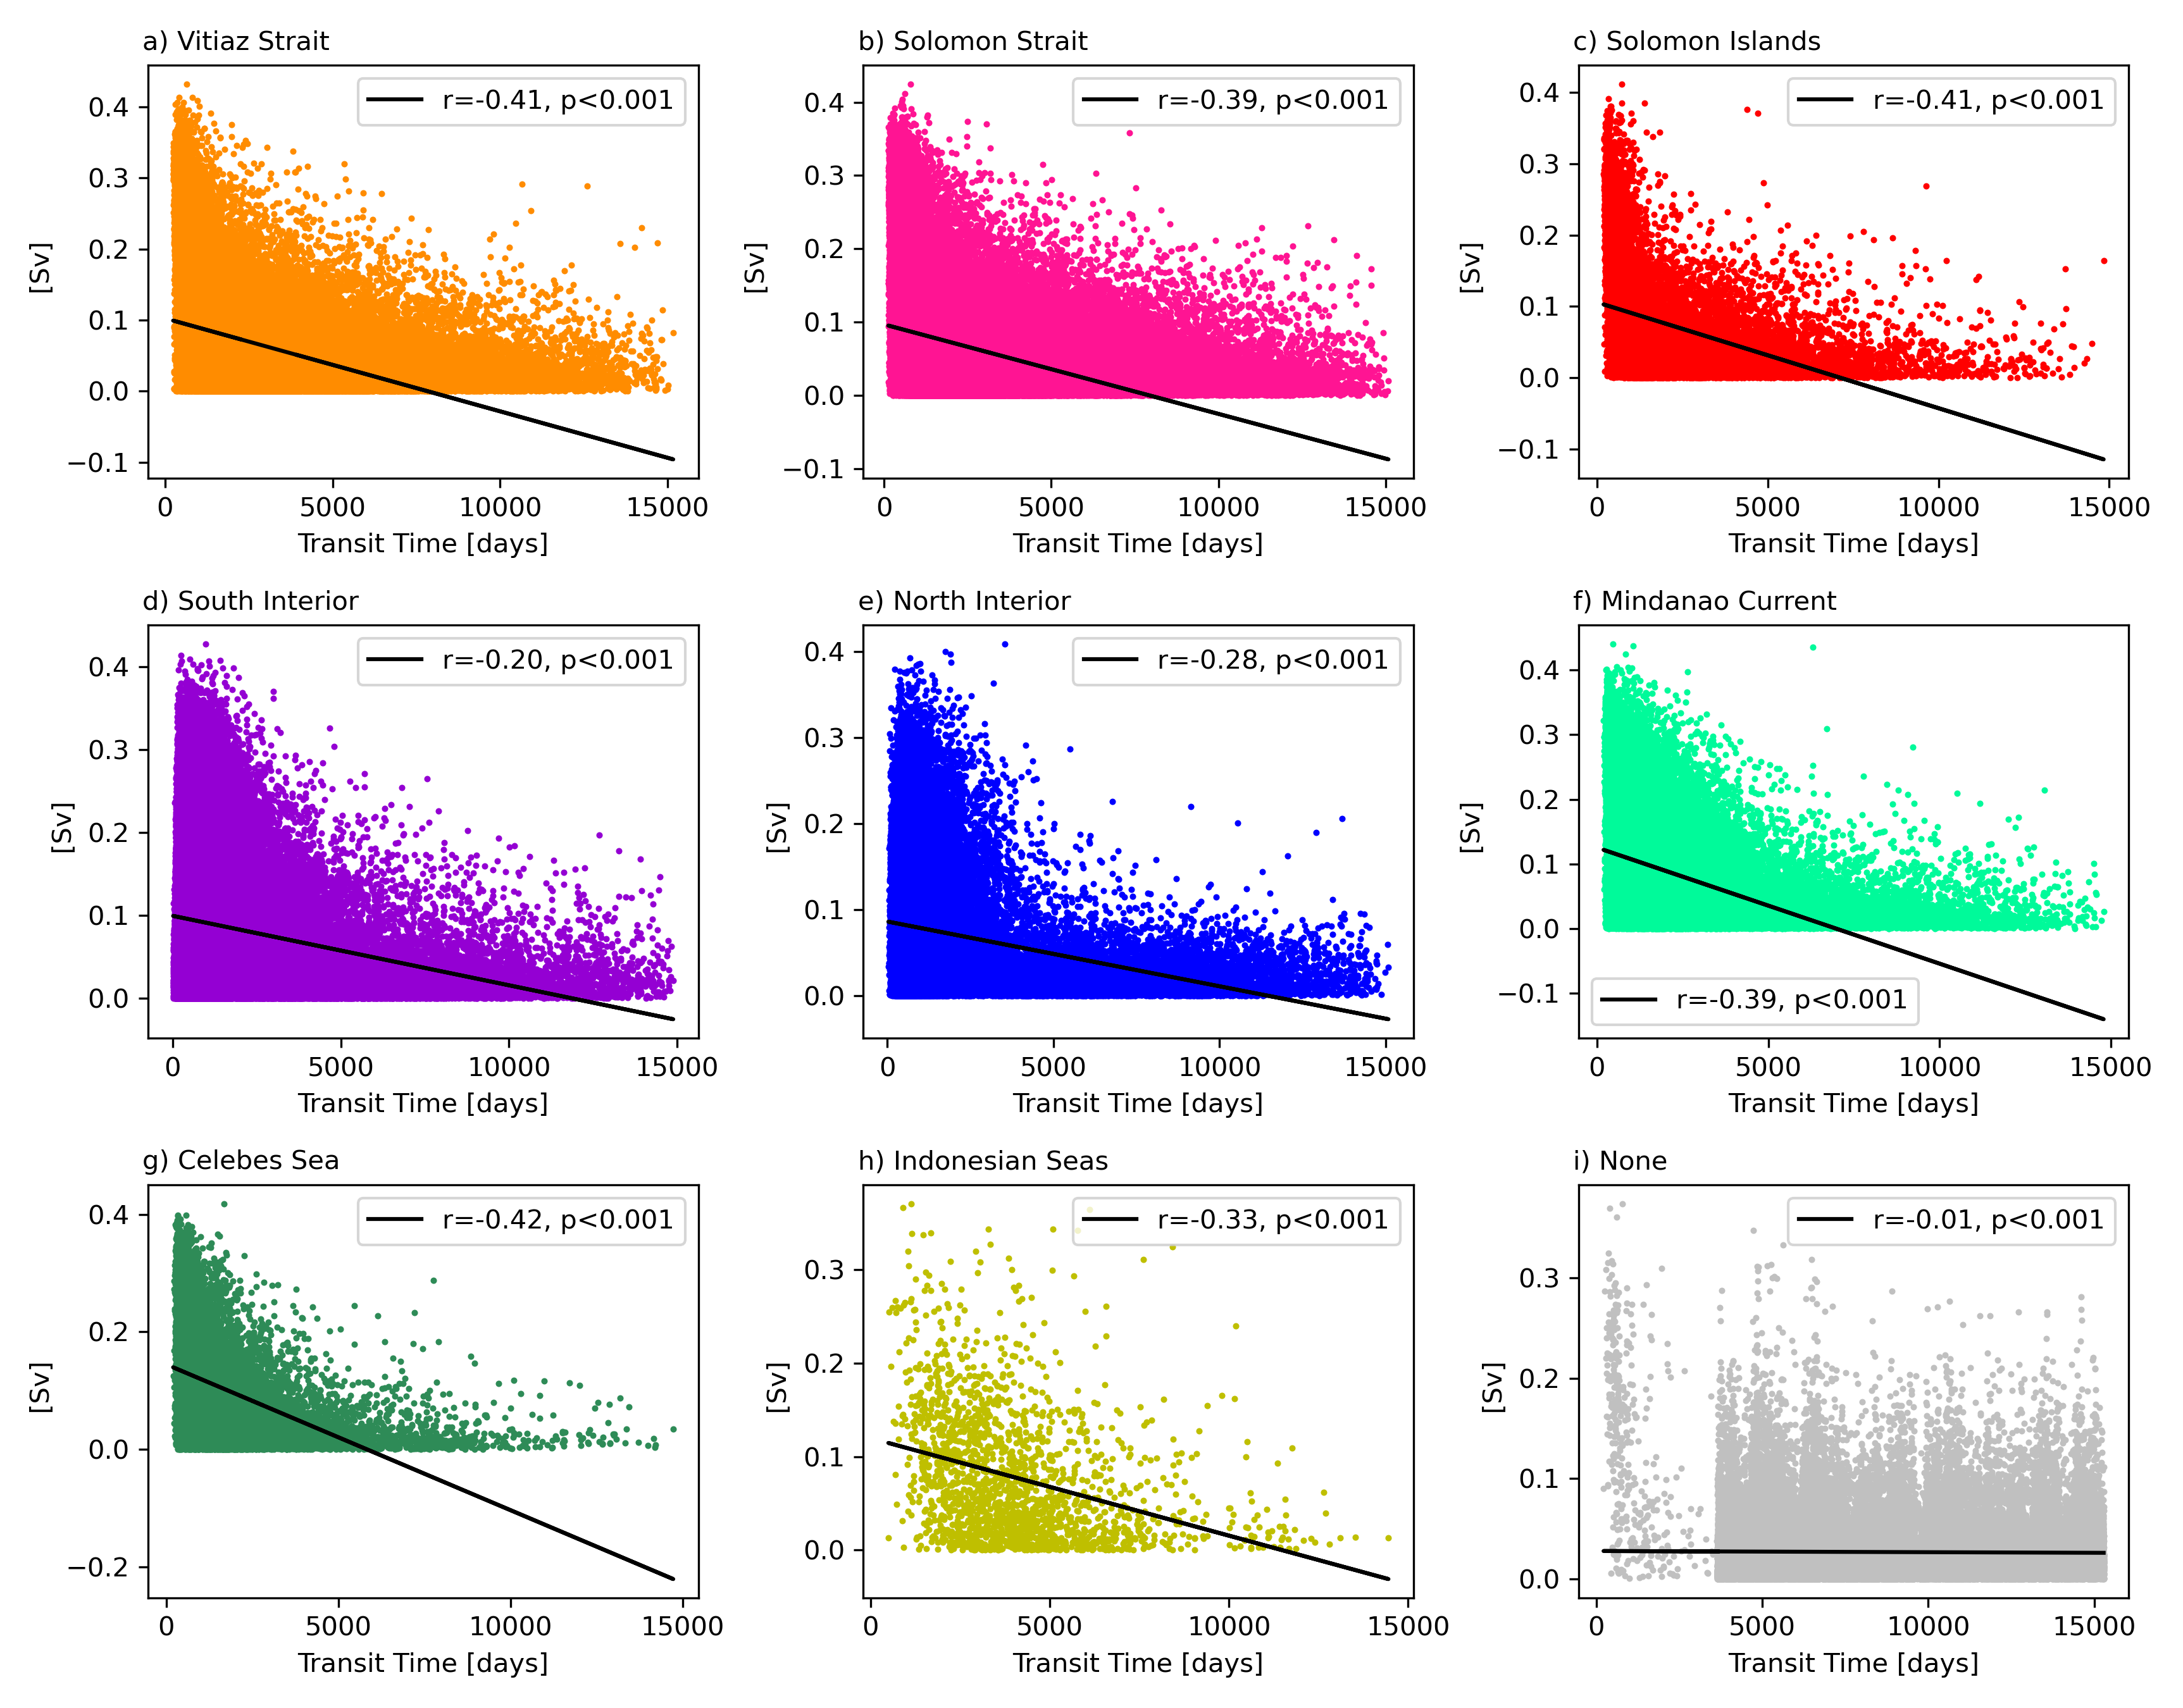 a) Vitiaz Strait
r=-0.41, p<0.001
[Sv]
0.4
0.3
0.2
0.1
0.0
−0.1
0 5000 10000 15000
Transit Time [days]
b) Solomon Strait
r=-0.39, p<0.001
[Sv]
0.4
0.3
0.2
0.1
0.0
−0.1
0 5000 10000 15000
Transit Time [days]
c) Solomon Islands
r=-0.41, p<0.001
[Sv]
0.4
0.3
0.2
0.1
0.0
−0.1
0 5000 10000 15000
Transit Time [days]
d) South Interior
r=-0.20, p<0.001
[Sv]
0.4
0.3
0.2
0.1
0.0
0 5000 10000 15000
Transit Time [days]
e) North Interior
r=-0.28, p<0.001
[Sv]
0.4
0.3
0.2
0.1
0.0
0 5000 10000 15000
Transit Time [days]
f) Mindanao Current
[Sv]
0.4
0.3
0.2
0.1
0.0
−0.1
r=-0.39, p<0.001
0 5000 10000 15000
Transit Time [days]
g) Celebes Sea
r=-0.42, p<0.001
[Sv]
0.4
0.2
0.0
−0.2
0 5000 10000 15000
Transit Time [days]
h) Indonesian Seas
r=-0.33, p<0.001
[Sv]
0.3
0.2
0.1
0.0
0 5000 10000 15000
Transit Time [days]
i) None
r=-0.01, p<0.001
[Sv]
0.3
0.2
0.1
0.0
0 5000 10000 15000
Transit Time [days]